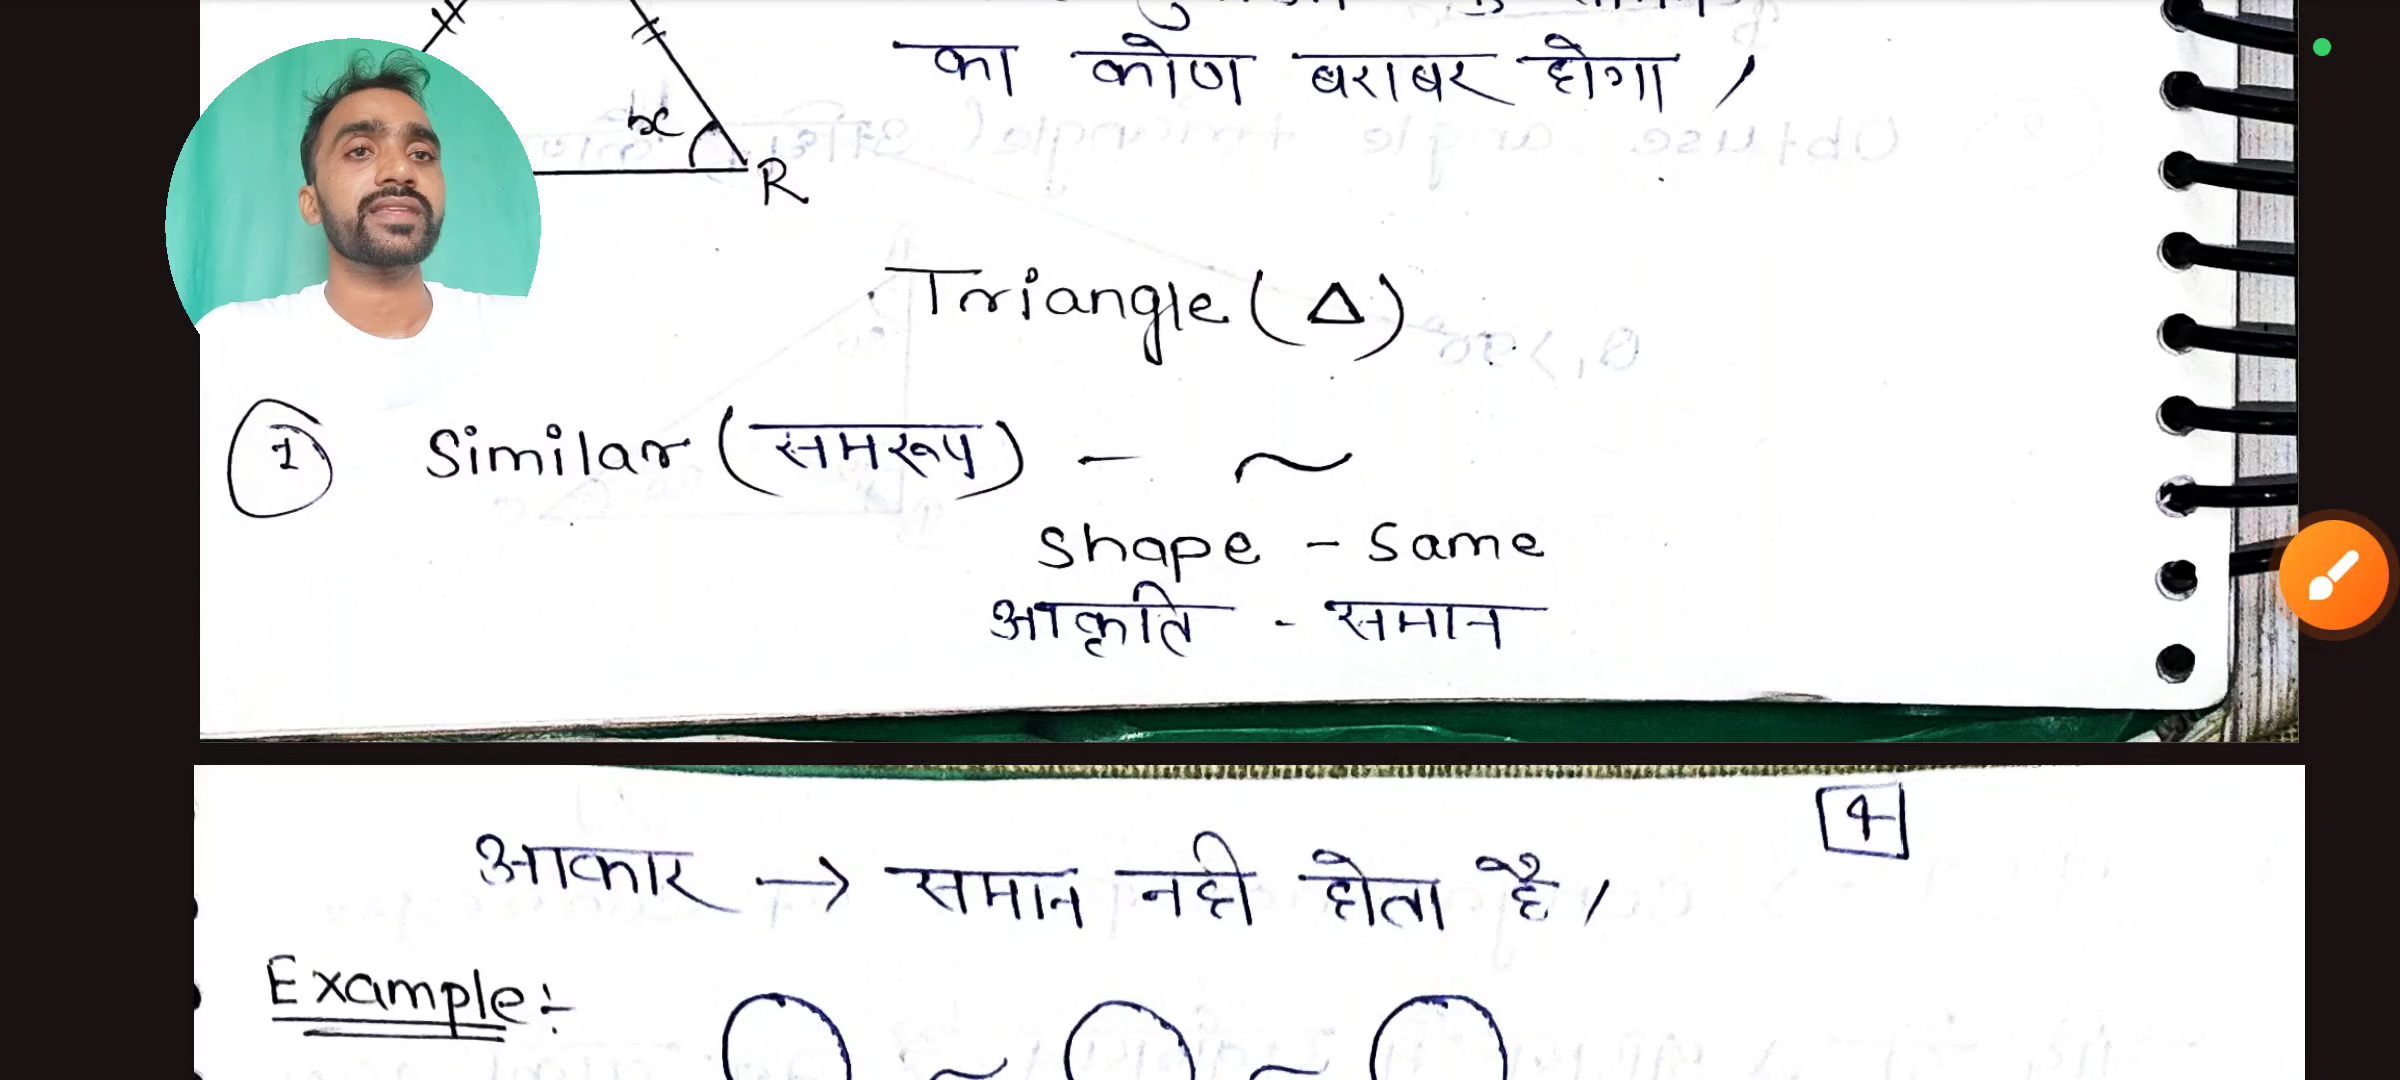 का कोण बराबर होगा ।
x
R
Triangle ( Δ )
1 Similar (समरूप) – ~
Shape – Same
आकृति - समान
4
आकार → समान नही होता है ।
Example :-
~ ~